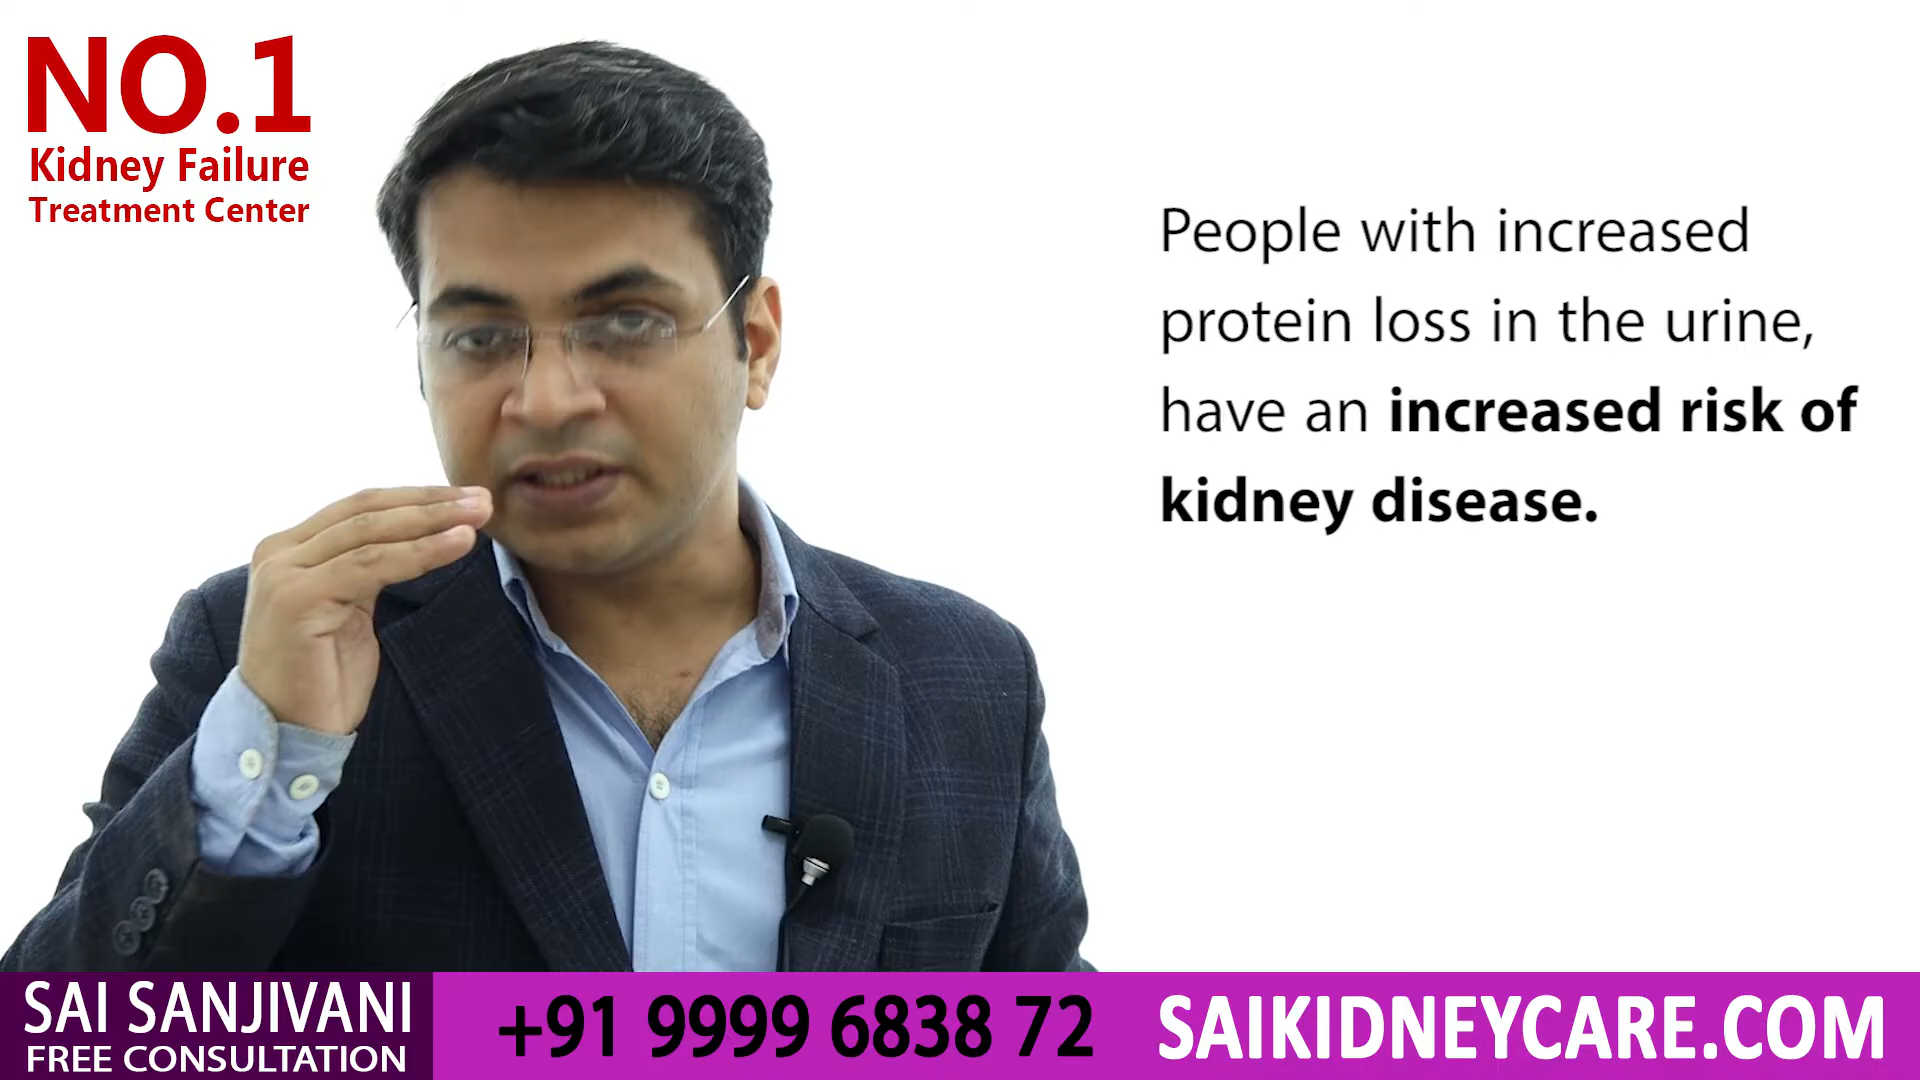 NO.1
Kidney Failure
Treatment Center
People with increased
protein loss in the urine,
have an increased risk of
kidney disease.
SAI SANJIVANI
FREE CONSULTATION
+91 9999 6838 72
SAIKIDNEYCARE.COM